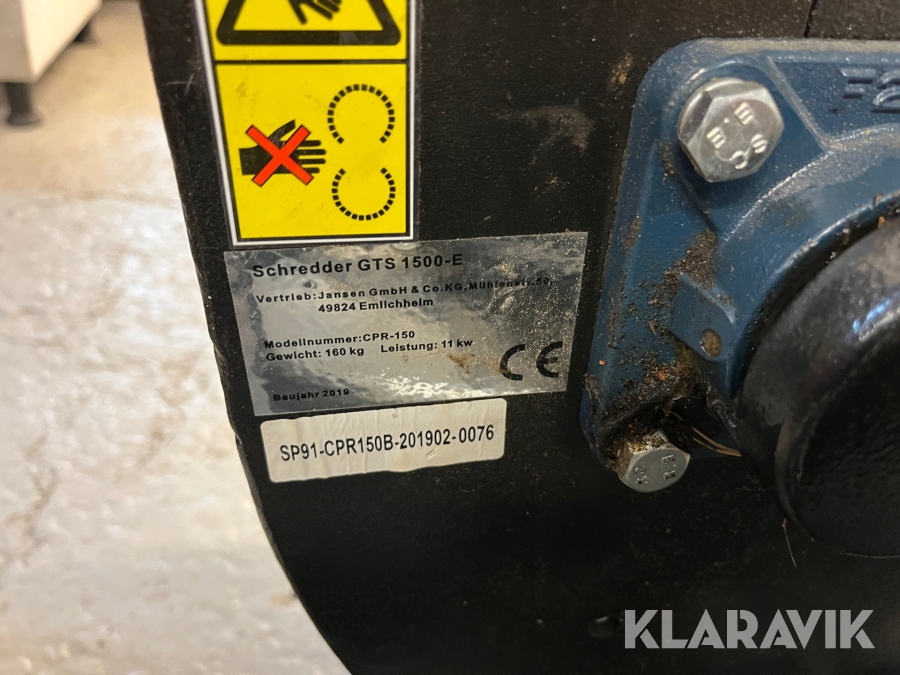 Schredder GTS 1500-E
Vertrieb:Jansen GmbH & Co.KG,Mühlenstr.50,
49824 Emlichheim
Modellnummer:CPR-150
Gewicht: 160 kg Leistung: 11 kw
CE
Baujahr 2019
SP91-CPR150B-201902-0076
F2
KLARAVIK